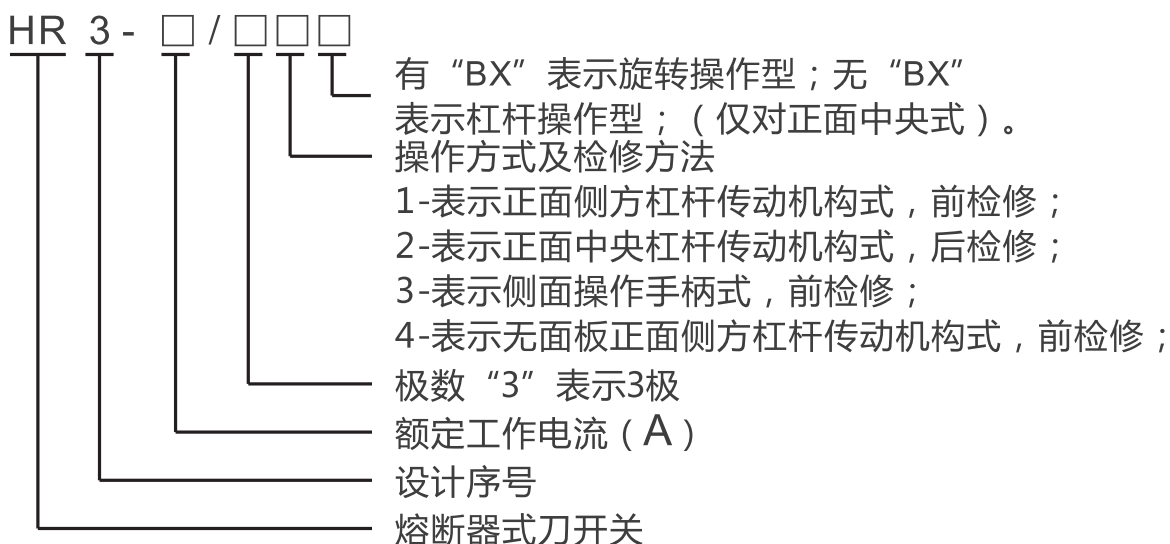 HR 3 - □ / □ □ □
有“BX”表示旋转操作型；无“BX”
表示杠杆操作型；（仅对正面中央式）。
操作方式及检修方法
1-表示正面侧方杠杆传动机构式，前检修；
2-表示正面中央杠杆传动机构式，后检修；
3-表示侧面操作手柄式，前检修；
4-表示无面板正面侧方杠杆传动机构式，前检修；
极数“3”表示3极
额定工作电流（A）
设计序号
熔断器式刀开关